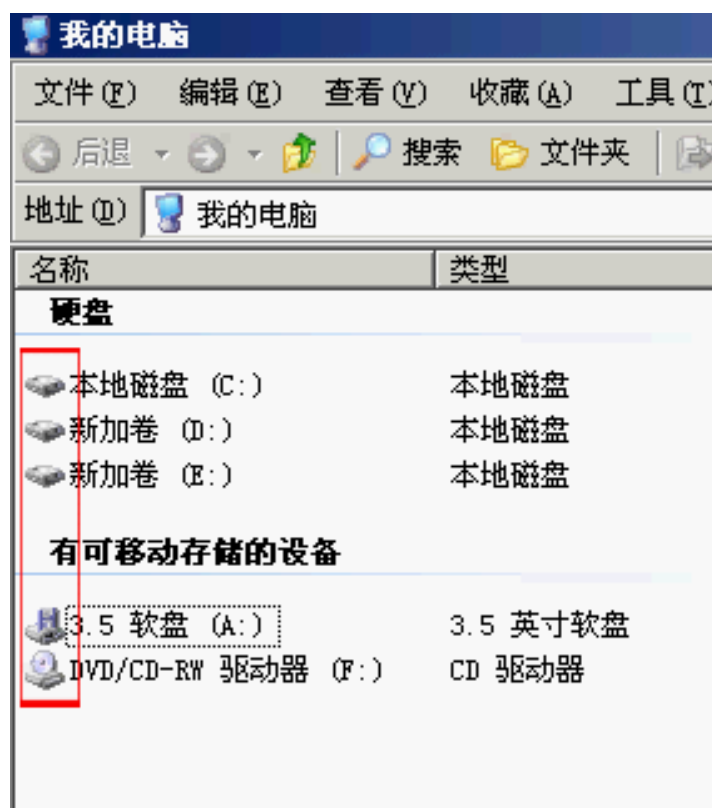 我的电脑
文件(F) 编辑(E) 查看(V) 收藏(A) 工具(T)
后退 搜索 文件夹
地址(D) 我的电脑
名称 类型
硬盘
本地磁盘 (C:) 本地磁盘
新加卷 (D:) 本地磁盘
新加卷 (E:) 本地磁盘
有可移动存储的设备
3.5 软盘 (A:) 3.5 英寸软盘
DVD/CD-RW 驱动器 (F:) CD 驱动器